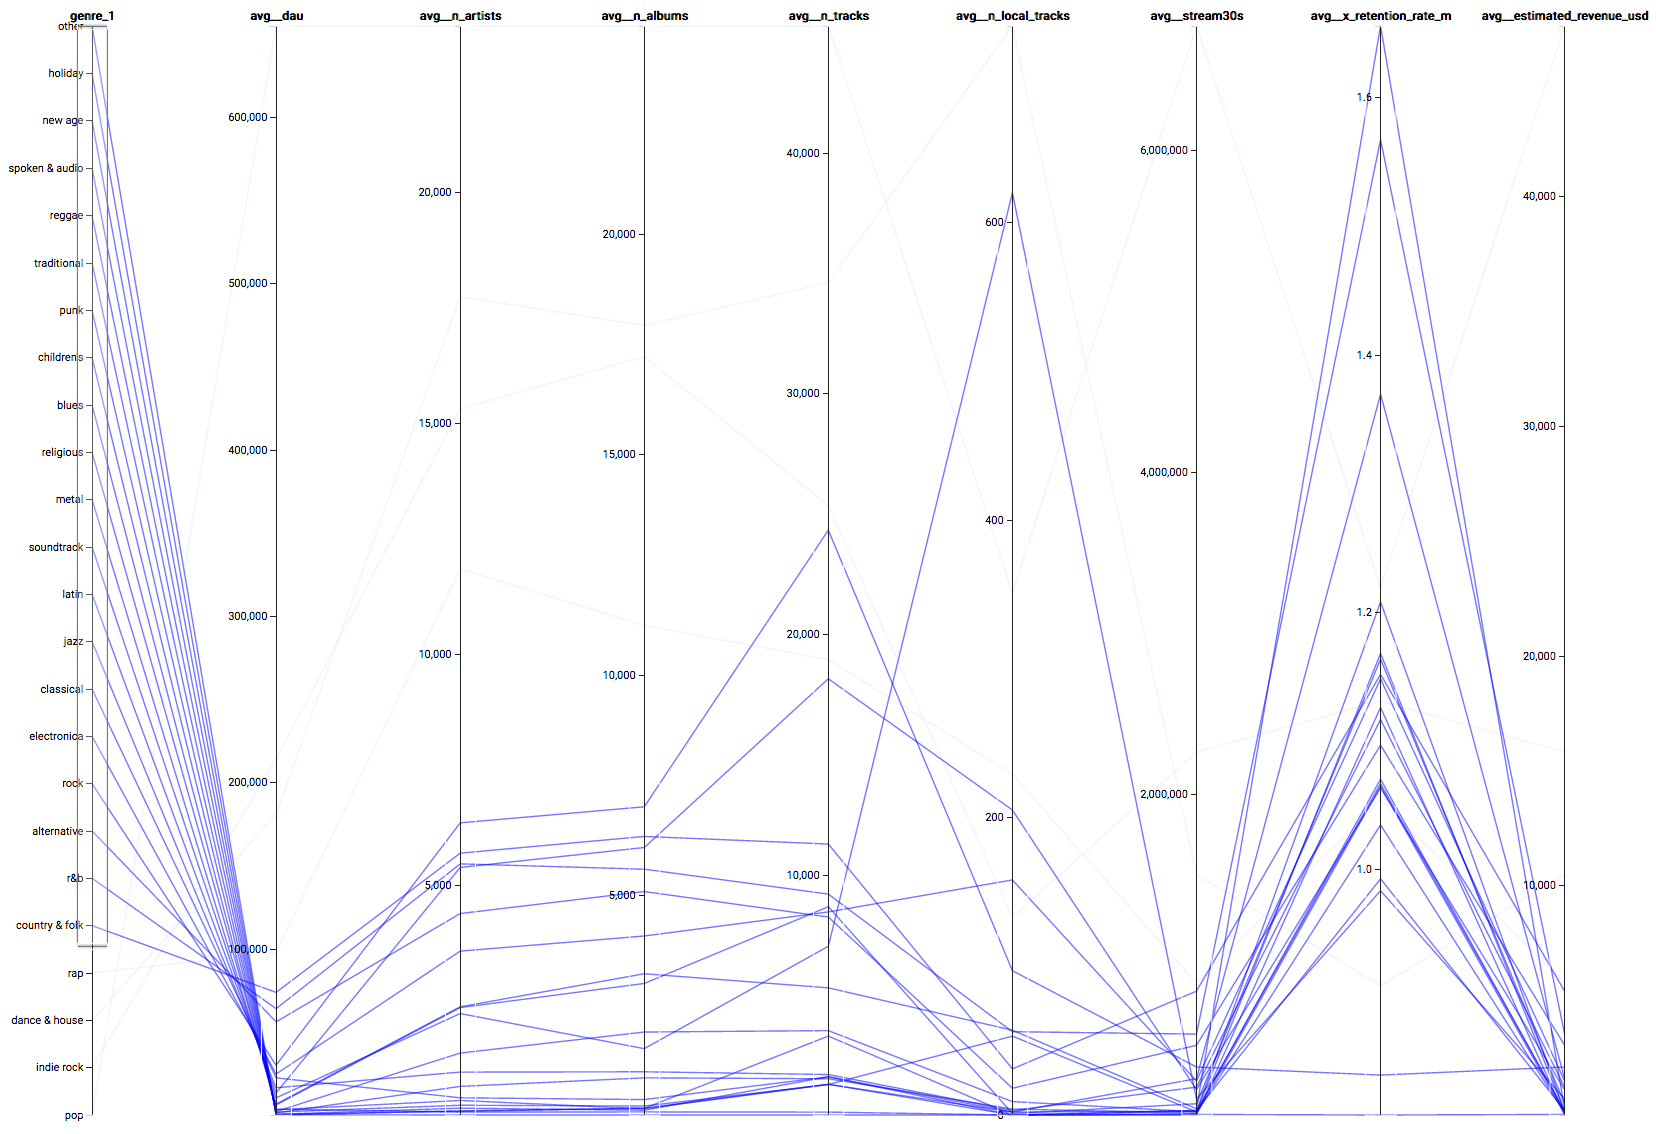 genre_1
avg__dau
avg__n_artists
avg__n_albums
avg__n_tracks
avg__n_local_tracks
avg__stream30s
avg__x_retention_rate_m
avg__estimated_revenue_usd
other
holiday
new age
spoken & audio
reggae
traditional
punk
childrens
blues
religious
metal
soundtrack
latin
jazz
classical
electronica
rock
alternative
r&b
country & folk
rap
dance & house
indie rock
pop
600,000
500,000
400,000
300,000
200,000
100,000
20,000
15,000
10,000
5,000
20,000
15,000
10,000
5,000
40,000
30,000
20,000
10,000
600
400
200
0
6,000,000
4,000,000
2,000,000
1.6
1.4
1.2
1.0
40,000
30,000
20,000
10,000